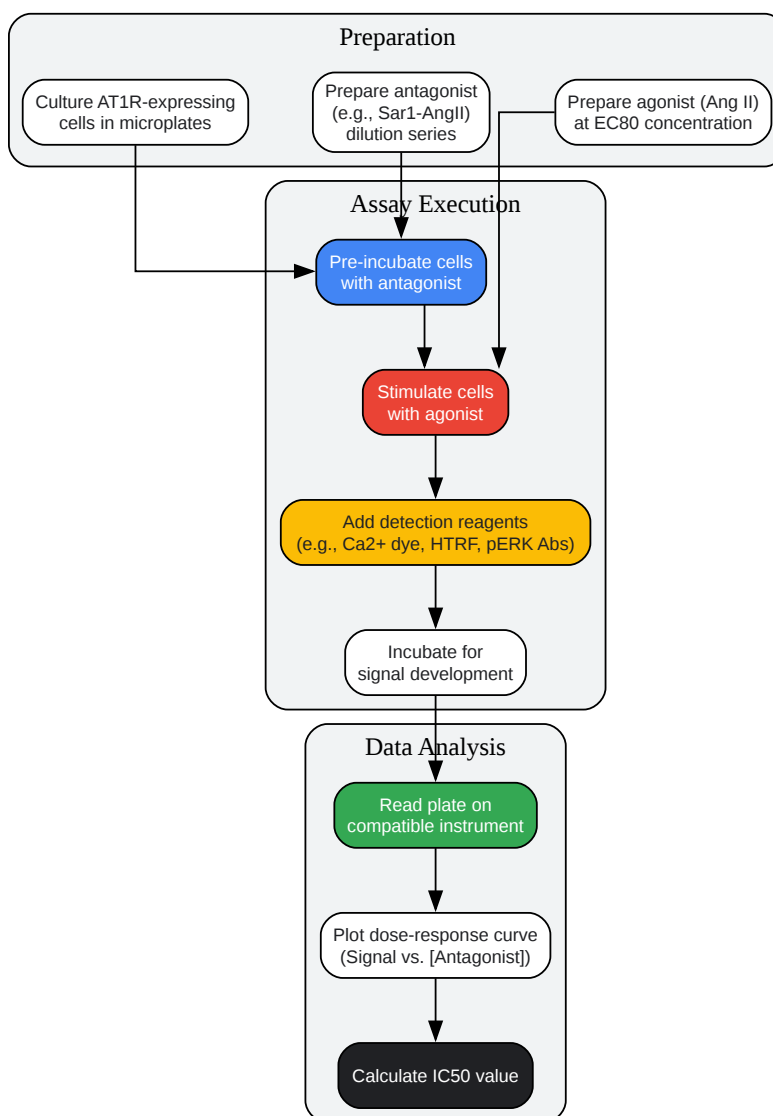 Preparation
Culture AT1R-expressing
cells in microplates
Prepare antagonist
(e.g., Sar1-AngII)
dilution series
Prepare agonist (Ang II)
at EC80 concentration
Assay Execution
Pre-incubate cells
with antagonist
Stimulate cells
with agonist
Add detection reagents
(e.g., Ca2+ dye, HTRF, pERK Abs)
Incubate for
signal development
Data Analysis
Read plate on
compatible instrument
Plot dose-response curve
(Signal vs. [Antagonist])
Calculate IC50 value